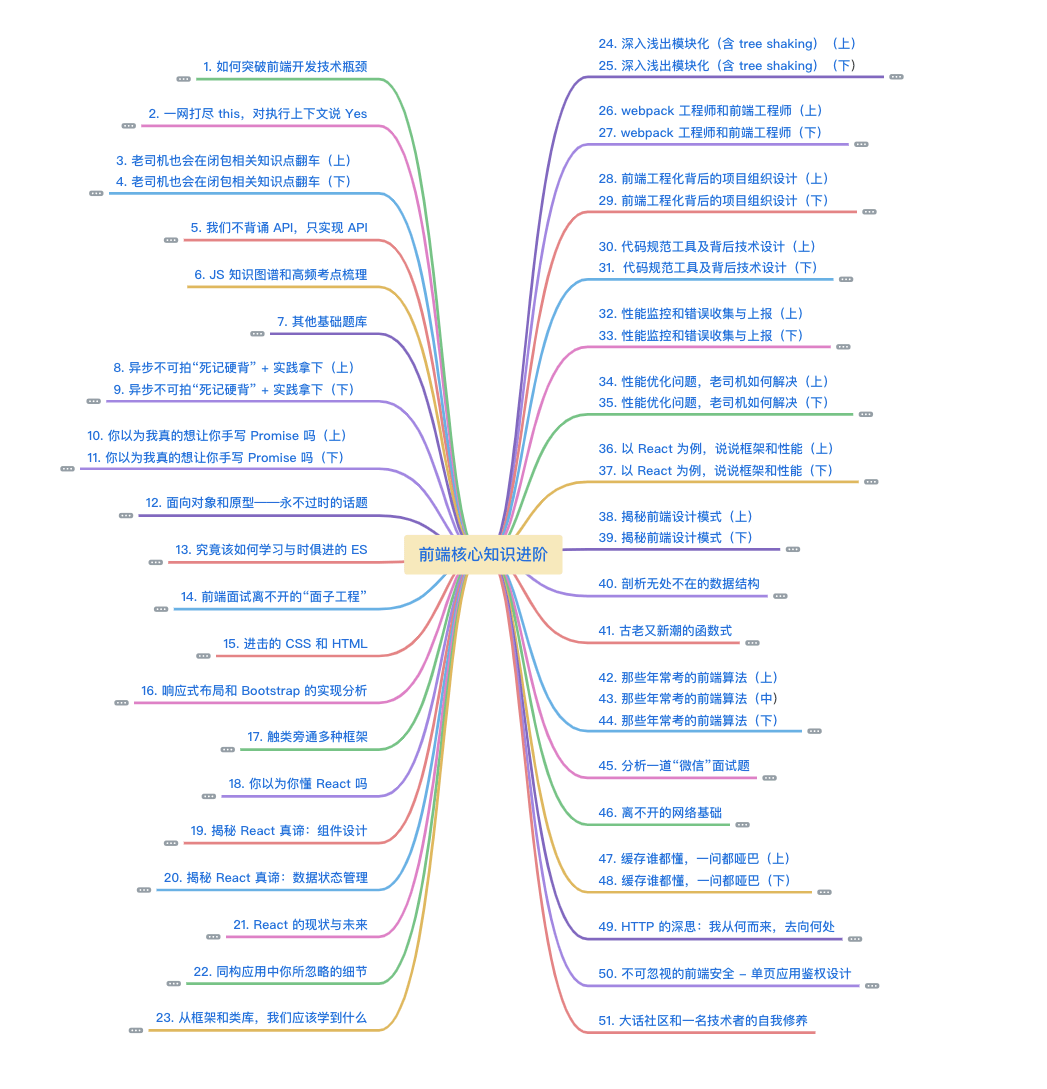 1. 如何突破前端开发技术瓶颈
2. 一网打尽 this，对执行上下文说 Yes
3. 老司机也会在闭包相关知识点翻车（上）
4. 老司机也会在闭包相关知识点翻车（下）
5. 我们不背诵 API，只实现 API
6. JS 知识图谱和高频考点梳理
7. 其他基础题库
8. 异步不可拍“死记硬背” + 实践拿下（上）
9. 异步不可拍“死记硬背” + 实践拿下（下）
10. 你以为我真的想让你手写 Promise 吗（上）
11. 你以为我真的想让你手写 Promise 吗（下）
12. 面向对象和原型——永不过时的话题
13. 究竟该如何学习与时俱进的 ES
14. 前端面试离不开的“面子工程”
15. 进击的 CSS 和 HTML
16. 响应式布局和 Bootstrap 的实现分析
17. 触类旁通多种框架
18. 你以为你懂 React 吗
19. 揭秘 React 真谛：组件设计
20. 揭秘 React 真谛：数据状态管理
21. React 的现状与未来
22. 同构应用中你所忽略的细节
23. 从框架和类库，我们应该学到什么
前端核心知识进阶
24. 深入浅出模块化（含 tree shaking）（上）
25. 深入浅出模块化（含 tree shaking）（下）
26. webpack 工程师和前端工程师（上）
27. webpack 工程师和前端工程师（下）
28. 前端工程化背后的项目组织设计（上）
29. 前端工程化背后的项目组织设计（下）
30. 代码规范工具及背后技术设计（上）
31. 代码规范工具及背后技术设计（下）
32. 性能监控和错误收集与上报（上）
33. 性能监控和错误收集与上报（下）
34. 性能优化问题，老司机如何解决（上）
35. 性能优化问题，老司机如何解决（下）
36. 以 React 为例，说说框架和性能（上）
37. 以 React 为例，说说框架和性能（下）
38. 揭秘前端设计模式（上）
39. 揭秘前端设计模式（下）
40. 剖析无处不在的数据结构
41. 古老又新潮的函数式
42. 那些年常考的前端算法（上）
43. 那些年常考的前端算法（中）
44. 那些年常考的前端算法（下）
45. 分析一道“微信”面试题
46. 离不开的网络基础
47. 缓存谁都懂，一问都哑巴（上）
48. 缓存谁都懂，一问都哑巴（下）
49. HTTP 的深思：我从何而来，去向何处
50. 不可忽视的前端安全 – 单页应用鉴权设计
51. 大话社区和一名技术者的自我修养